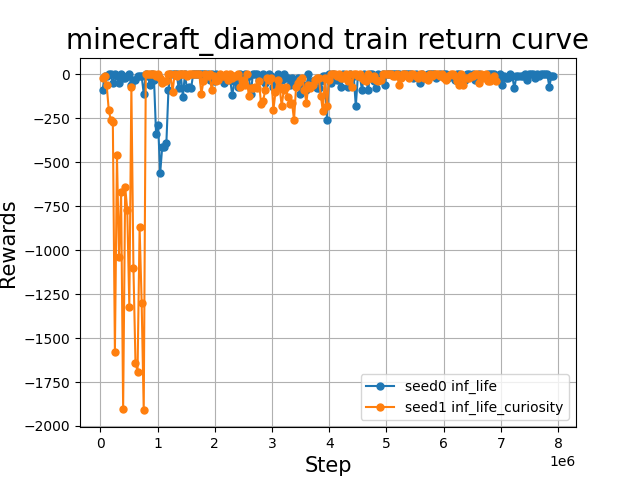 minecraft_diamond train return curve
0
−250
−500
−750
−1000
−1250
−1500
−1750
−2000
Rewards
seed0 inf_life
seed1 inf_life_curiosity
0 1 2 3 4 5 6 7 8
1e6
Step